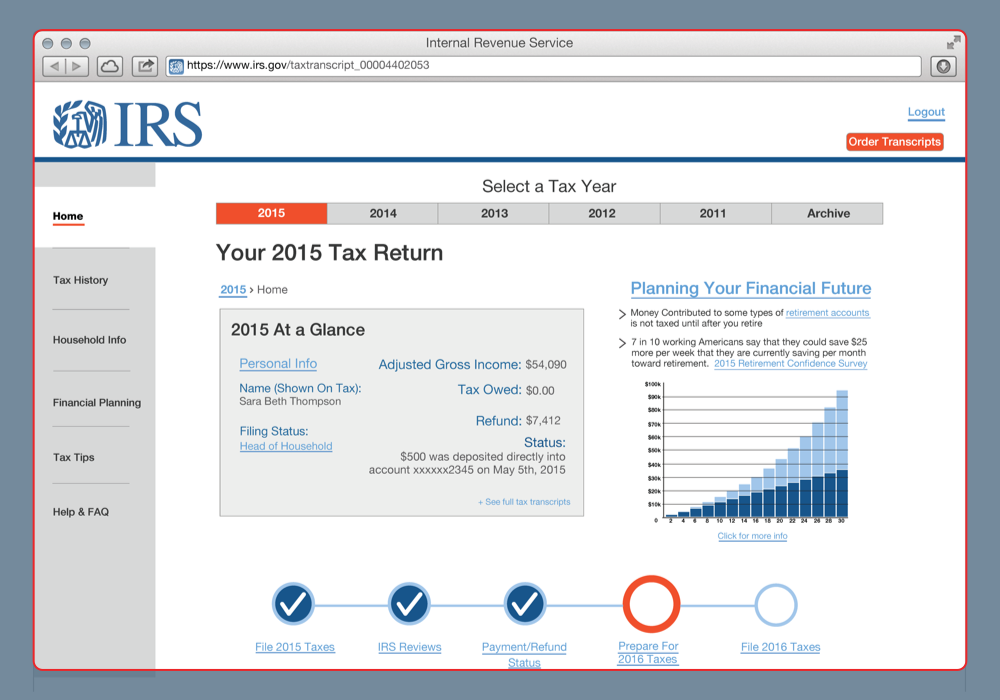 Internal Revenue Service
https://www.irs.gov/taxtranscript_00004402053
IRS
Logout
Order Transcripts
Select a Tax Year
2015 2014 2013 2012 2011 Archive
Home
Tax History
Household Info
Financial Planning
Tax Tips
Help & FAQ
Your 2015 Tax Return
2015 › Home
2015 At a Glance
Personal Info
Name (Shown On Tax):
Sara Beth Thompson
Filing Status:
Head of Household
Adjusted Gross Income: $54,090
Tax Owed: $0.00
Refund: $7,412
Status:
$500 was deposited directly into
account xxxxxx2345 on May 5th, 2015
+ See full tax transcripts
Planning Your Financial Future
Money Contributed to some types of retirement accounts
is not taxed until after you retire
7 in 10 working Americans say that they could save $25
more per week that they are currently saving per month
toward retirement. 2015 Retirement Confidence Survey
$100k
$90k
$80k
$70k
$60k
$50k
$40k
$30k
$20k
$10k
0 2 4 6 8 10 12 14 16 18 20 22 24 26 28 30
Click for more info
File 2015 Taxes
IRS Reviews
Payment/Refund
Status
Prepare For
2016 Taxes
File 2016 Taxes